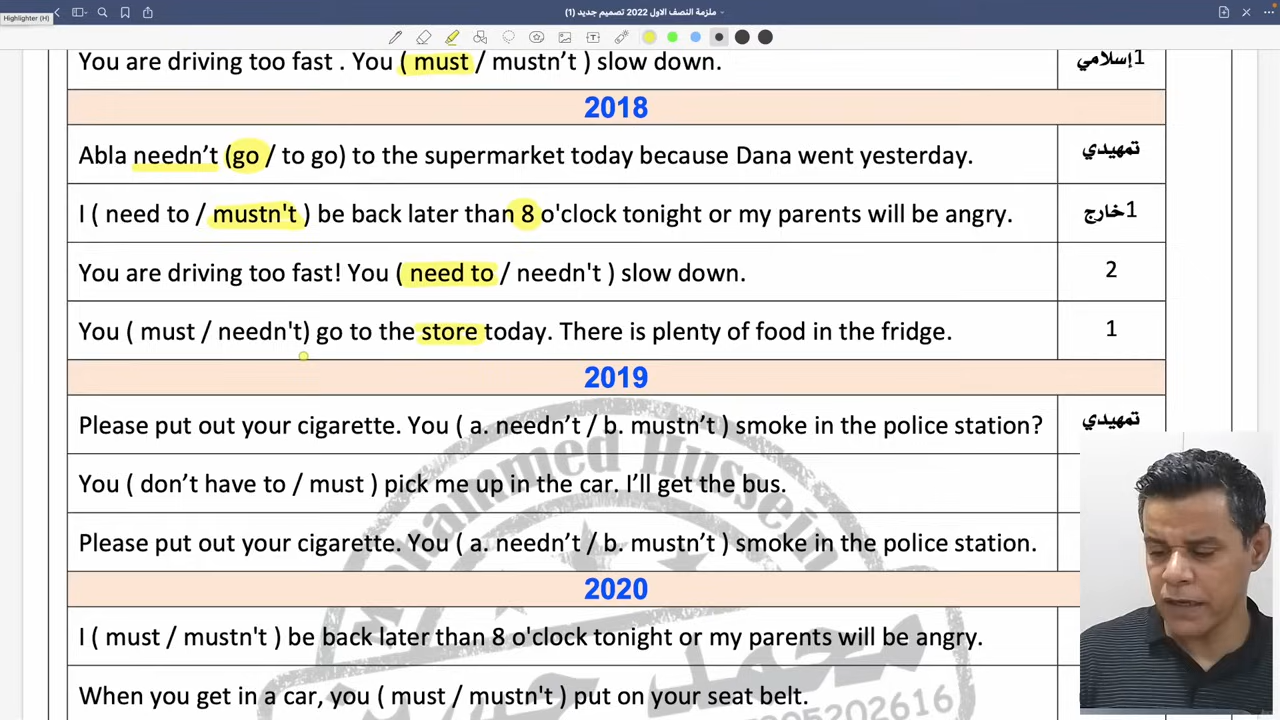 Highlighter (H)
ملزمة النصف الاول 2022 تصميم جديد (1)
You are driving too fast . You ( must / mustn't ) slow down.
1إسلامي
2018
Abla needn't (go / to go) to the supermarket today because Dana went yesterday.
تمهيدي
I ( need to / mustn't ) be back later than 8 o'clock tonight or my parents will be angry.
1خارج
You are driving too fast! You ( need to / needn't ) slow down.
2
You ( must / needn't) go to the store today. There is plenty of food in the fridge.
1
2019
Please put out your cigarette. You ( a. needn't / b. mustn't ) smoke in the police station?
تمهيدي
You ( don't have to / must ) pick me up in the car. I'll get the bus.
Please put out your cigarette. You ( a. needn't / b. mustn't ) smoke in the police station.
2020
I ( must / mustn't ) be back later than 8 o'clock tonight or my parents will be angry.
When you get in a car, you ( must / mustn't ) put on your seat belt.
Mohammed Hussein